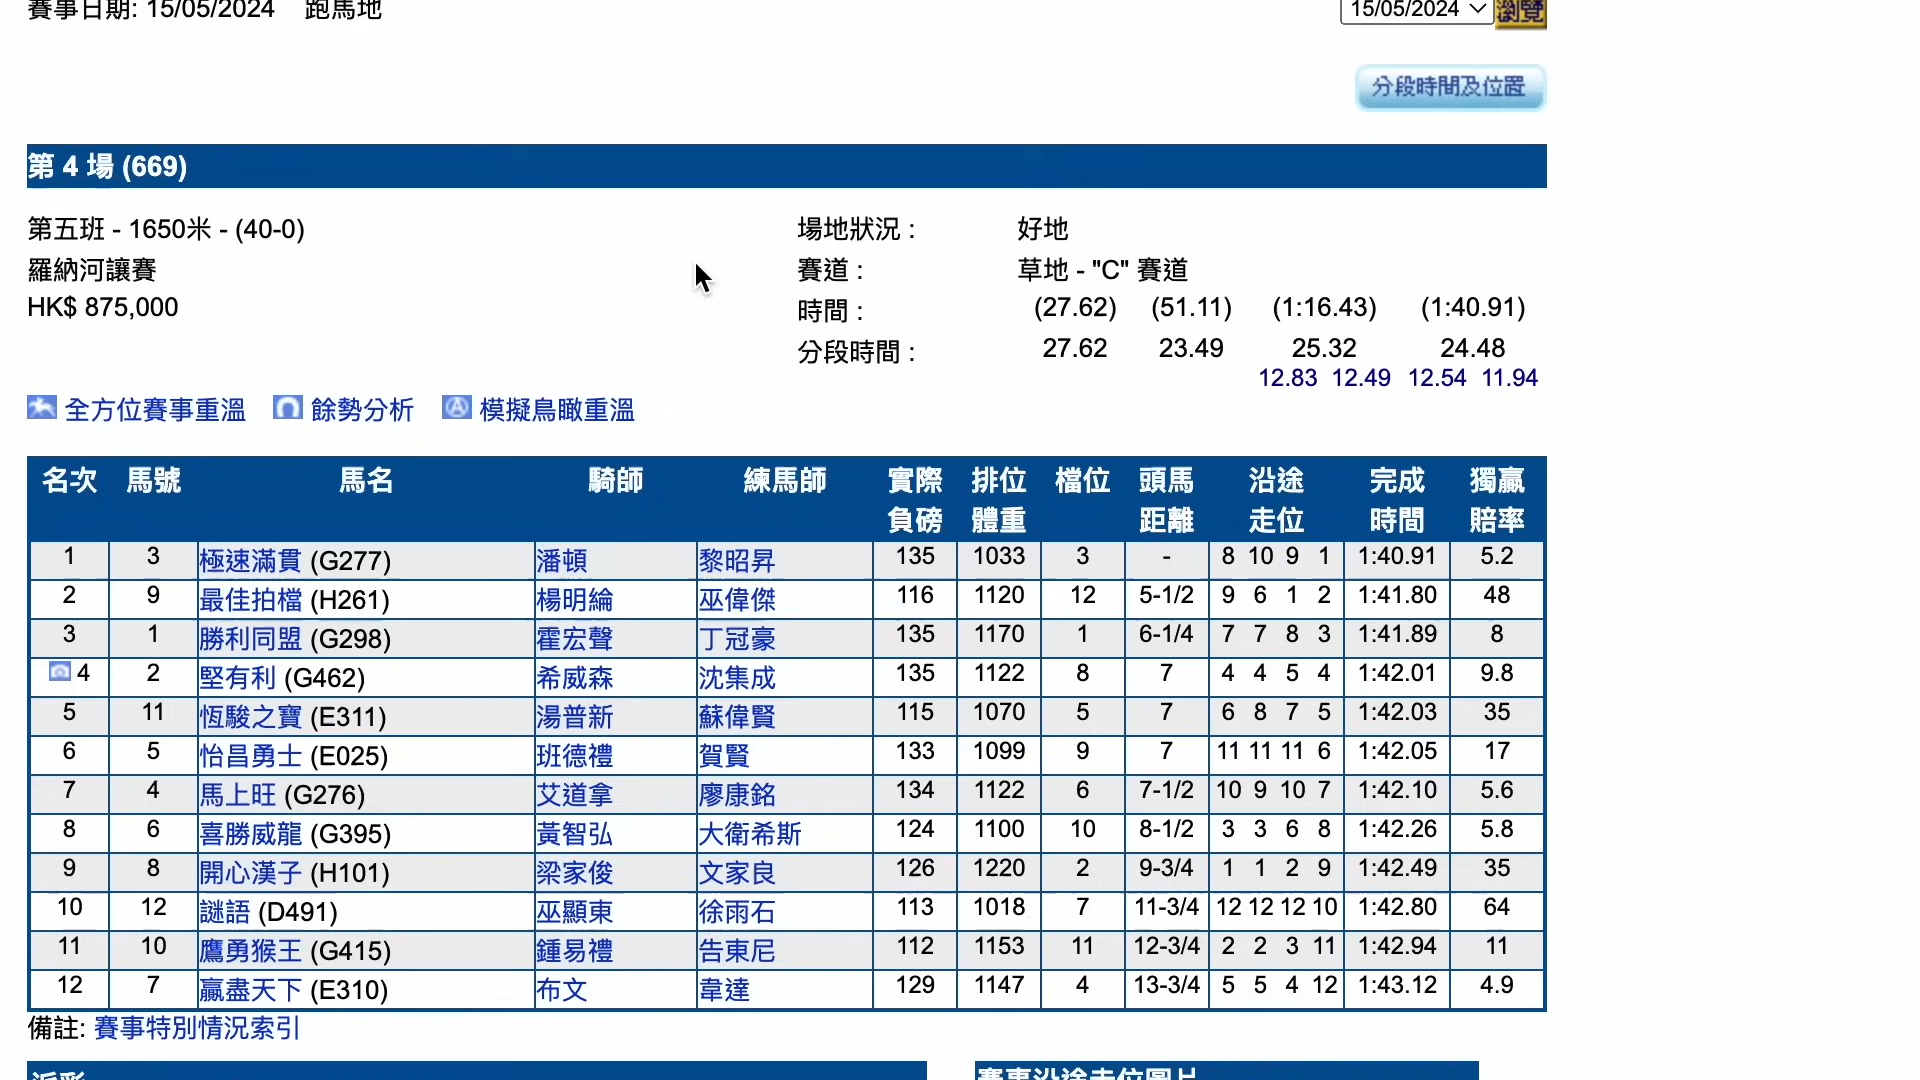 賽事日期: 15/05/2024 跑馬地
15/05/2024 瀏覽
分段時間及位置
第 4 場 (669)
第五班 - 1650米 - (40-0) 場地狀況 : 好地
羅納河讓賽 賽道 : 草地 - "C" 賽道
HK$ 875,000 時間 : (27.62) (51.11) (1:16.43) (1:40.91)
分段時間 : 27.62 23.49 25.32 24.48
12.83 12.49 12.54 11.94
全方位賽事重溫 餘勢分析 模擬鳥瞰重溫
名次 馬號 馬名 騎師 練馬師 實際負磅 排位體重 檔位 頭馬距離 沿途走位 完成時間 獨贏賠率
1 3 極速滿貫 (G277) 潘頓 黎昭昇 135 1033 3 - 8 10 9 1 1:40.91 5.2
2 9 最佳拍檔 (H261) 楊明綸 巫偉傑 116 1120 12 5-1/2 9 6 1 2 1:41.80 48
3 1 勝利同盟 (G298) 霍宏聲 丁冠豪 135 1170 1 6-1/4 7 7 8 3 1:41.89 8
4 2 堅有利 (G462) 希威森 沈集成 135 1122 8 7 4 4 5 4 1:42.01 9.8
5 11 恆駿之寶 (E311) 湯普新 蘇偉賢 115 1070 5 7 6 8 7 5 1:42.03 35
6 5 怡昌勇士 (E025) 班德禮 賀賢 133 1099 9 7 11 11 11 6 1:42.05 17
7 4 馬上旺 (G276) 艾道拿 廖康銘 134 1122 6 7-1/2 10 9 10 7 1:42.10 5.6
8 6 喜勝威龍 (G395) 黃智弘 大衛希斯 124 1100 10 8-1/2 3 3 6 8 1:42.26 5.8
9 8 開心漢子 (H101) 梁家俊 文家良 126 1220 2 9-3/4 1 1 2 9 1:42.49 35
10 12 謎語 (D491) 巫顯東 徐雨石 113 1018 7 11-3/4 12 12 12 10 1:42.80 64
11 10 鷹勇猴王 (G415) 鍾易禮 告東尼 112 1153 11 12-3/4 2 2 3 11 1:42.94 11
12 7 贏盡天下 (E310) 布文 韋達 129 1147 4 13-3/4 5 5 4 12 1:43.12 4.9
備註: 賽事特別情況索引
派彩 賽事沿途走位圖片